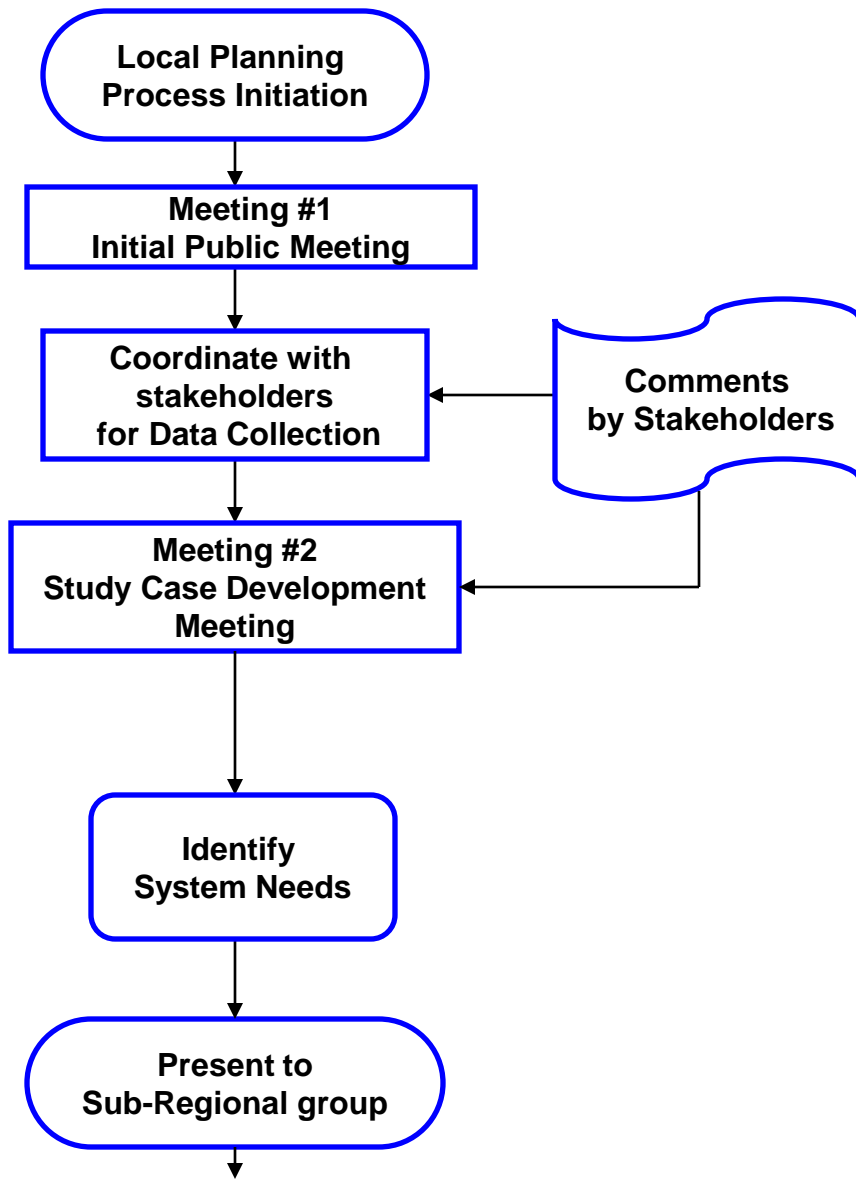 Local Planning
Process Initiation
Meeting #1
Initial Public Meeting
Coordinate with
stakeholders
for Data Collection
Comments
by Stakeholders
Meeting #2
Study Case Development
Meeting
Identify
System Needs
Present to
Sub-Regional group